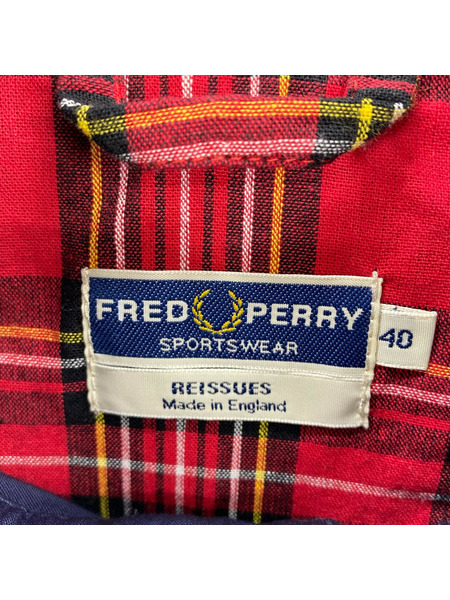 FRED PERRY
SPORTSWEAR
40
REISSUES
Made in England